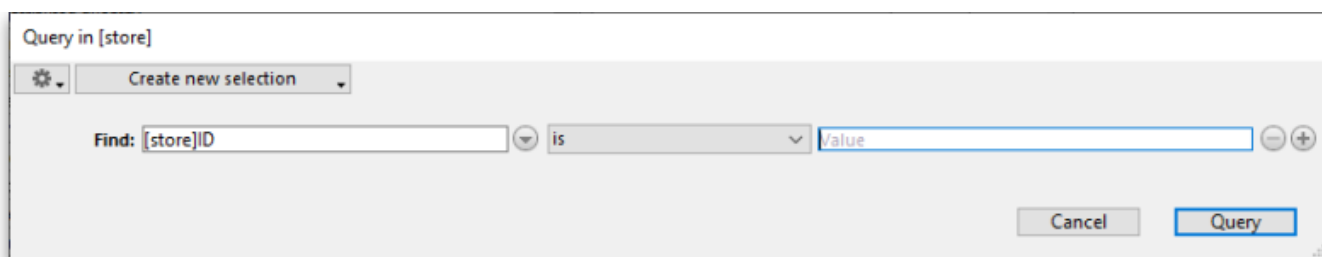 Query in [store]
Create new selection
Find: [store]ID is Value
Cancel Query